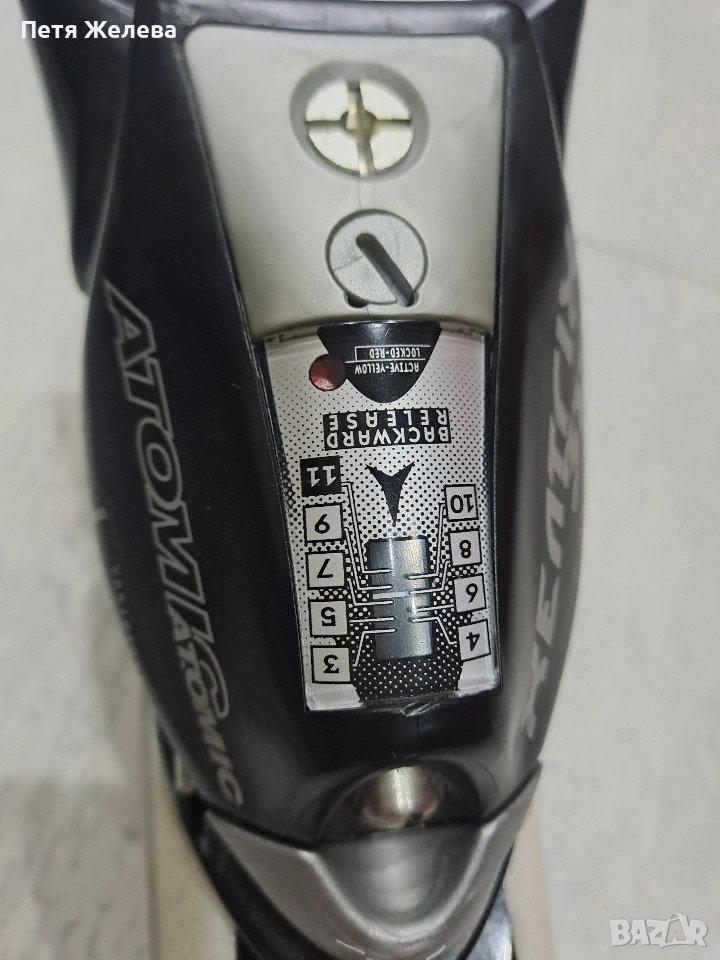 Петя Желева
ACTIVE-YELLOW
LOCKED-RED
BACKWARD
RELEASE
11
10
9
8
7
6
5
4
3
ATOMIC
ATOMIC
BAZAR